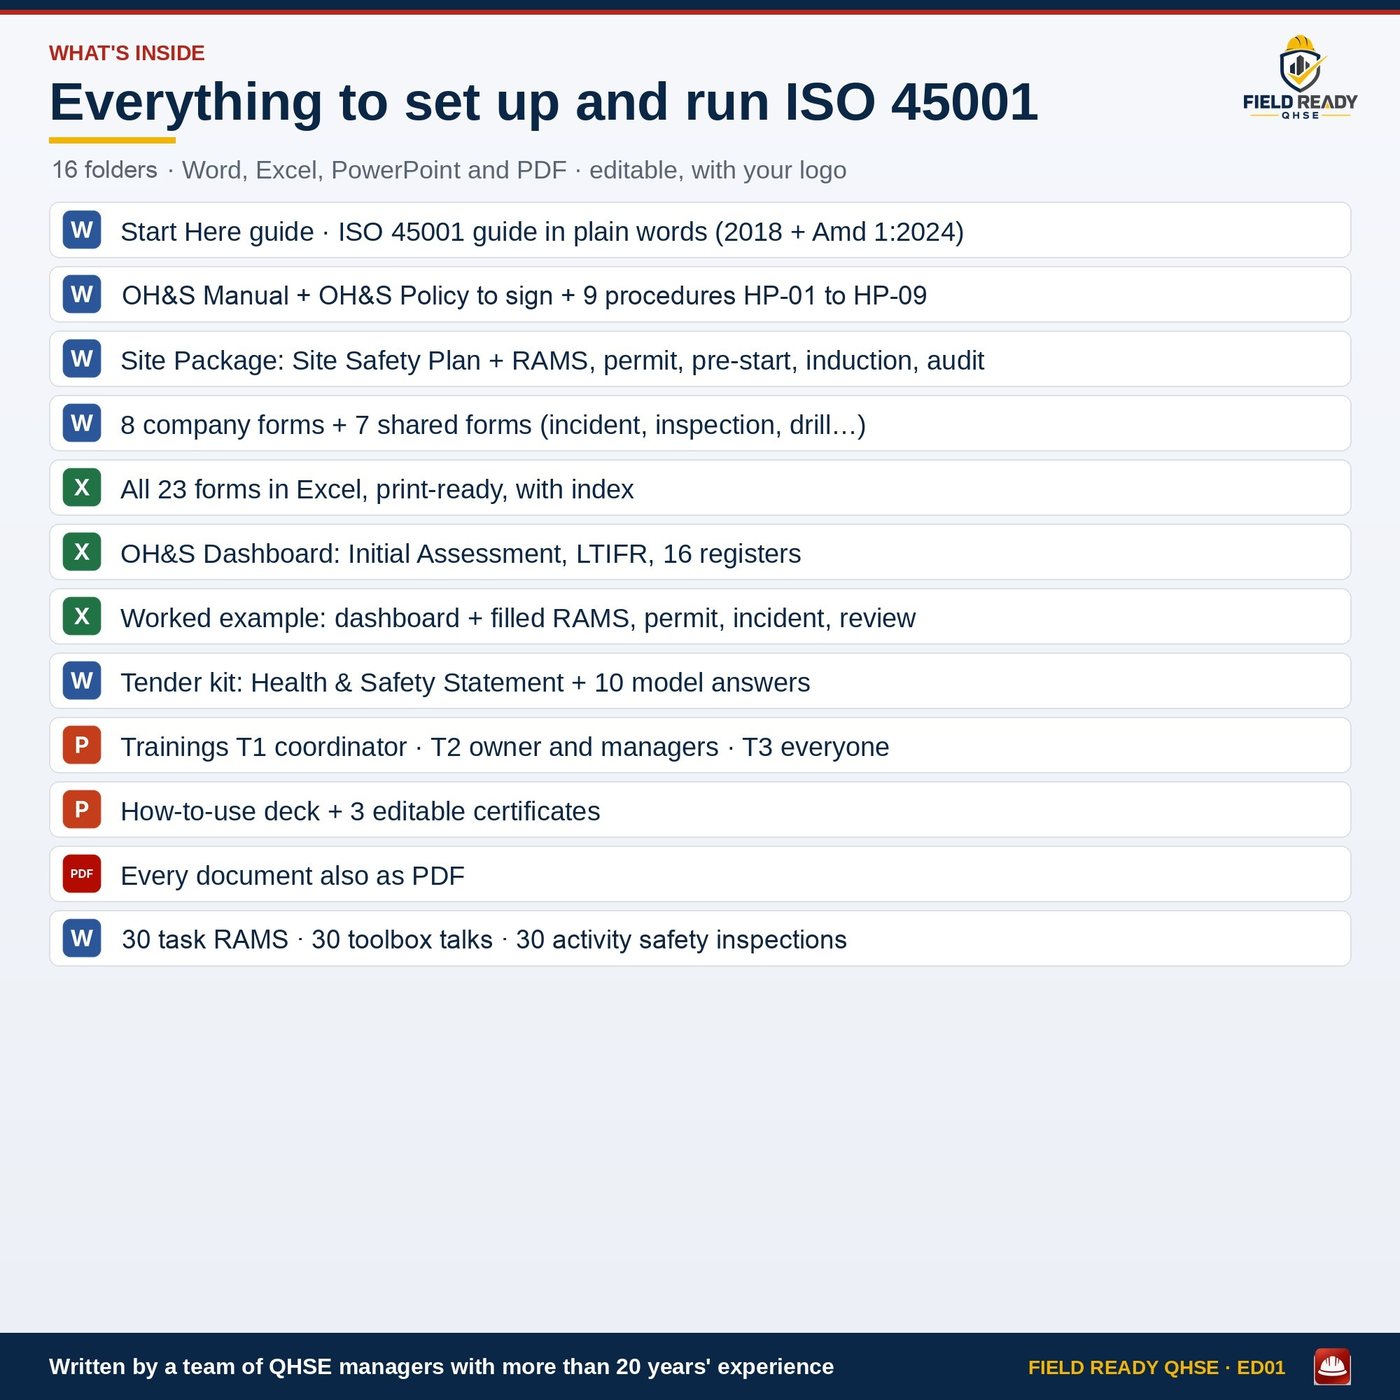 WHAT'S INSIDE
Everything to set up and run ISO 45001
FIELD READY
QHSE
16 folders · Word, Excel, PowerPoint and PDF · editable, with your logo
W Start Here guide · ISO 45001 guide in plain words (2018 + Amd 1:2024)
W OH&S Manual + OH&S Policy to sign + 9 procedures HP-01 to HP-09
W Site Package: Site Safety Plan + RAMS, permit, pre-start, induction, audit
W 8 company forms + 7 shared forms (incident, inspection, drill…)
X All 23 forms in Excel, print-ready, with index
X OH&S Dashboard: Initial Assessment, LTIFR, 16 registers
X Worked example: dashboard + filled RAMS, permit, incident, review
W Tender kit: Health & Safety Statement + 10 model answers
P Trainings T1 coordinator · T2 owner and managers · T3 everyone
P How-to-use deck + 3 editable certificates
PDF Every document also as PDF
W 30 task RAMS · 30 toolbox talks · 30 activity safety inspections
Written by a team of QHSE managers with more than 20 years' experience
FIELD READY QHSE · ED01